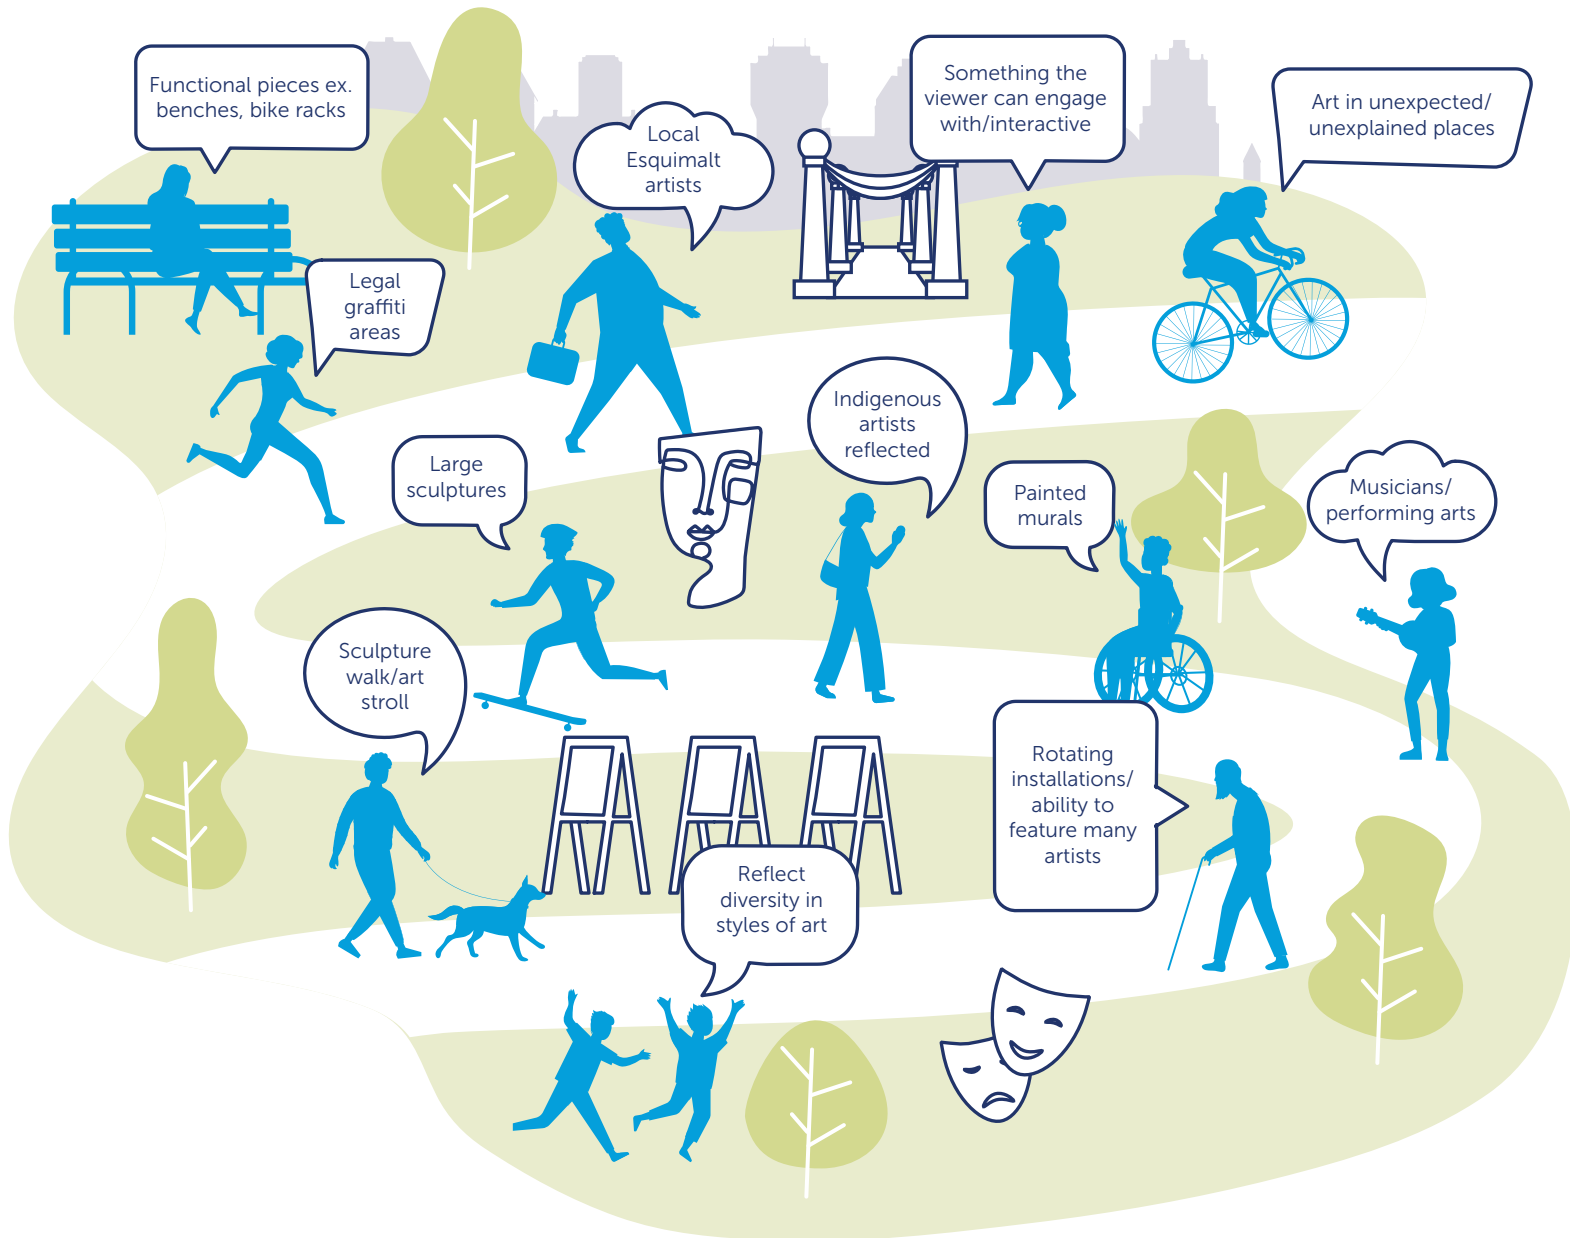 Functional pieces ex.
benches, bike racks
Local
Esquimalt
artists
Something the
viewer can engage
with/interactive
Art in unexpected/
unexplained places
Legal
graffiti
areas
Indigenous
artists
reflected
Large
sculptures
Painted
murals
Musicians/
performing arts
Sculpture
walk/art
stroll
Rotating
installations/
ability to
feature many
artists
Reflect
diversity in
styles of art